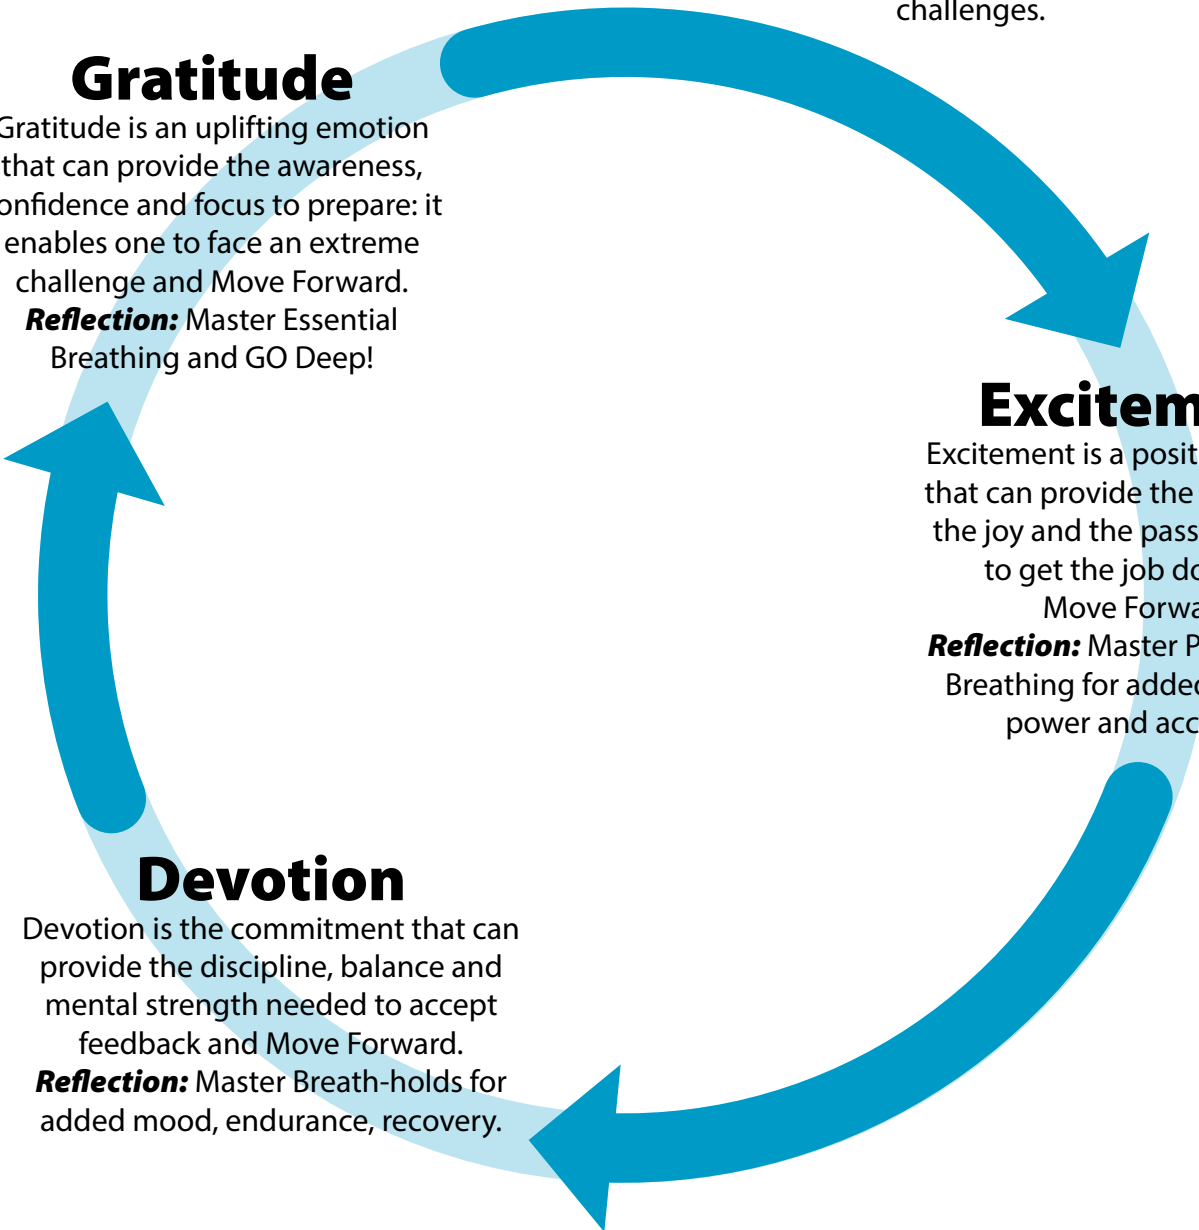 challenges.
Gratitude
Gratitude is an uplifting emotion
that can provide the awareness,
onfidence and focus to prepare: it
enables one to face an extreme
challenge and Move Forward.
Reflection: Master Essential
Breathing and GO Deep!
Excitem
Excitement is a posit
that can provide the
the joy and the pass
to get the job do
Move Forwa
Reflection: Master P
Breathing for added
power and acc
Devotion
Devotion is the commitment that can
provide the discipline, balance and
mental strength needed to accept
feedback and Move Forward.
Reflection: Master Breath-holds for
added mood, endurance, recovery.